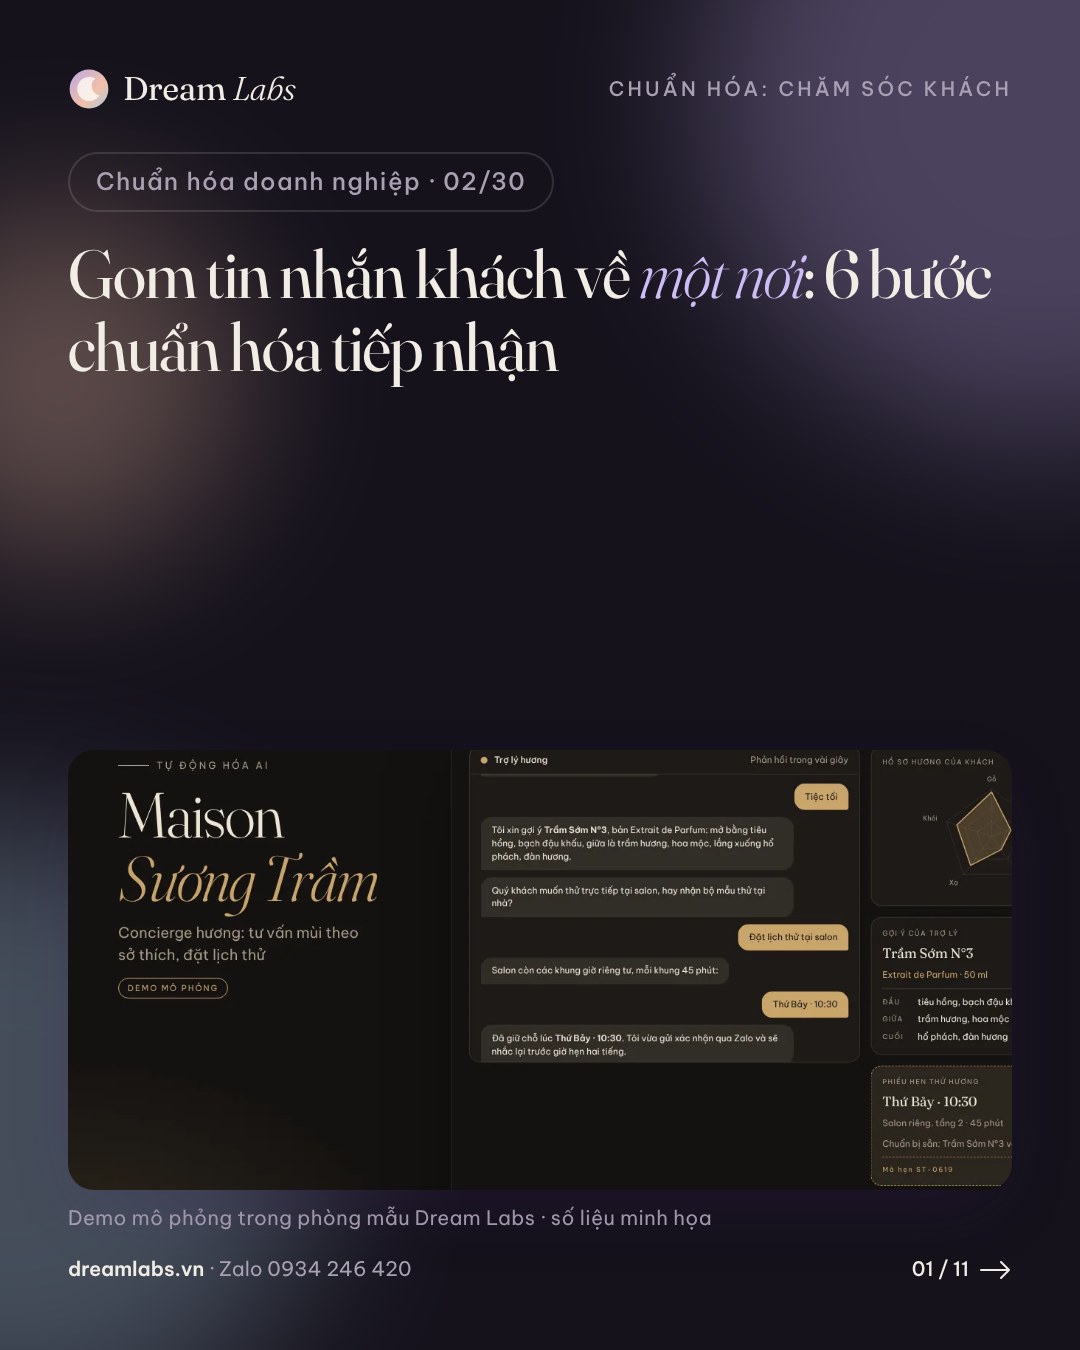 Dream Labs
CHUẨN HÓA: CHĂM SÓC KHÁCH
Chuẩn hóa doanh nghiệp · 02/30
Gom tin nhắn khách về một nơi: 6 bước
chuẩn hóa tiếp nhận
TỰ ĐỘNG HÓA AI
Maison
Sương Trầm
Concierge hương: tư vấn mùi theo
sở thích, đặt lịch thử
DEMO MÔ PHỎNG
Trợ lý hương
Phản hồi trong vài giây
Tiệc tối
Tôi xin gợi ý Trầm Sớm N°3, bản Extrait de Parfum: mở bằng tiêu
hồng, bạch đậu khấu, giữa là trầm hương, hoa mộc, lắng xuống hổ
phách, đàn hương.
Quý khách muốn thử trực tiếp tại salon, hay nhận bộ mẫu thử tại
nhà?
Đặt lịch thử tại salon
Salon còn các khung giờ riêng tư, mỗi khung 45 phút:
Thứ Bảy · 10:30
Đã giữ chỗ lúc Thứ Bảy · 10:30. Tôi vừa gửi xác nhận qua Zalo và sẽ
nhắc lại trước giờ hẹn hai tiếng.
HỒ SƠ HƯƠNG CỦA KHÁCH
Gỗ
Khói
Xạ
GỢI Ý CỦA TRỢ LÝ
Trầm Sớm N°3
Extrait de Parfum · 50 ml
ĐẦU tiêu hồng, bạch đậu
GIỮA trầm hương, hoa mộc
CUỐI hổ phách, đàn hương
PHIẾU HẸN THỬ HƯƠNG
Thứ Bảy · 10:30
Salon riêng, tầng 2 · 45 phút
Chuẩn bị sẵn: Trầm Sớm N°3
Mã hẹn ST-0619
Demo mô phỏng trong phòng mẫu Dream Labs · số liệu minh họa
dreamlabs.vn · Zalo 0934 246 420
01 / 11